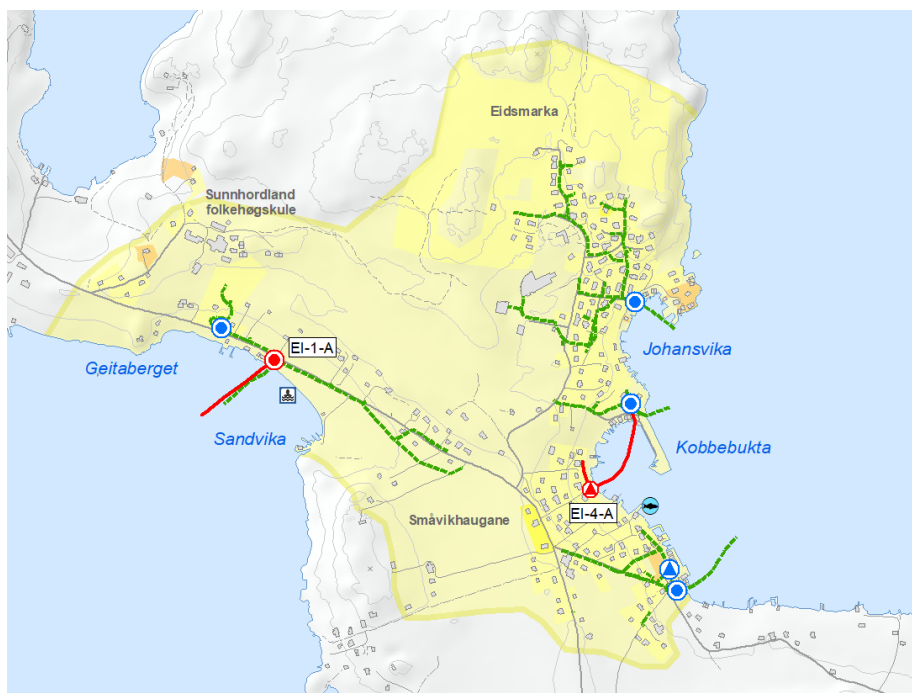 Eidsmarka
Sunnhordland
folkehøgskule
EI-1-A
Johansvika
Geitaberget
Sandvika
Kobbebukta
EI-4-A
Småvikhaugane